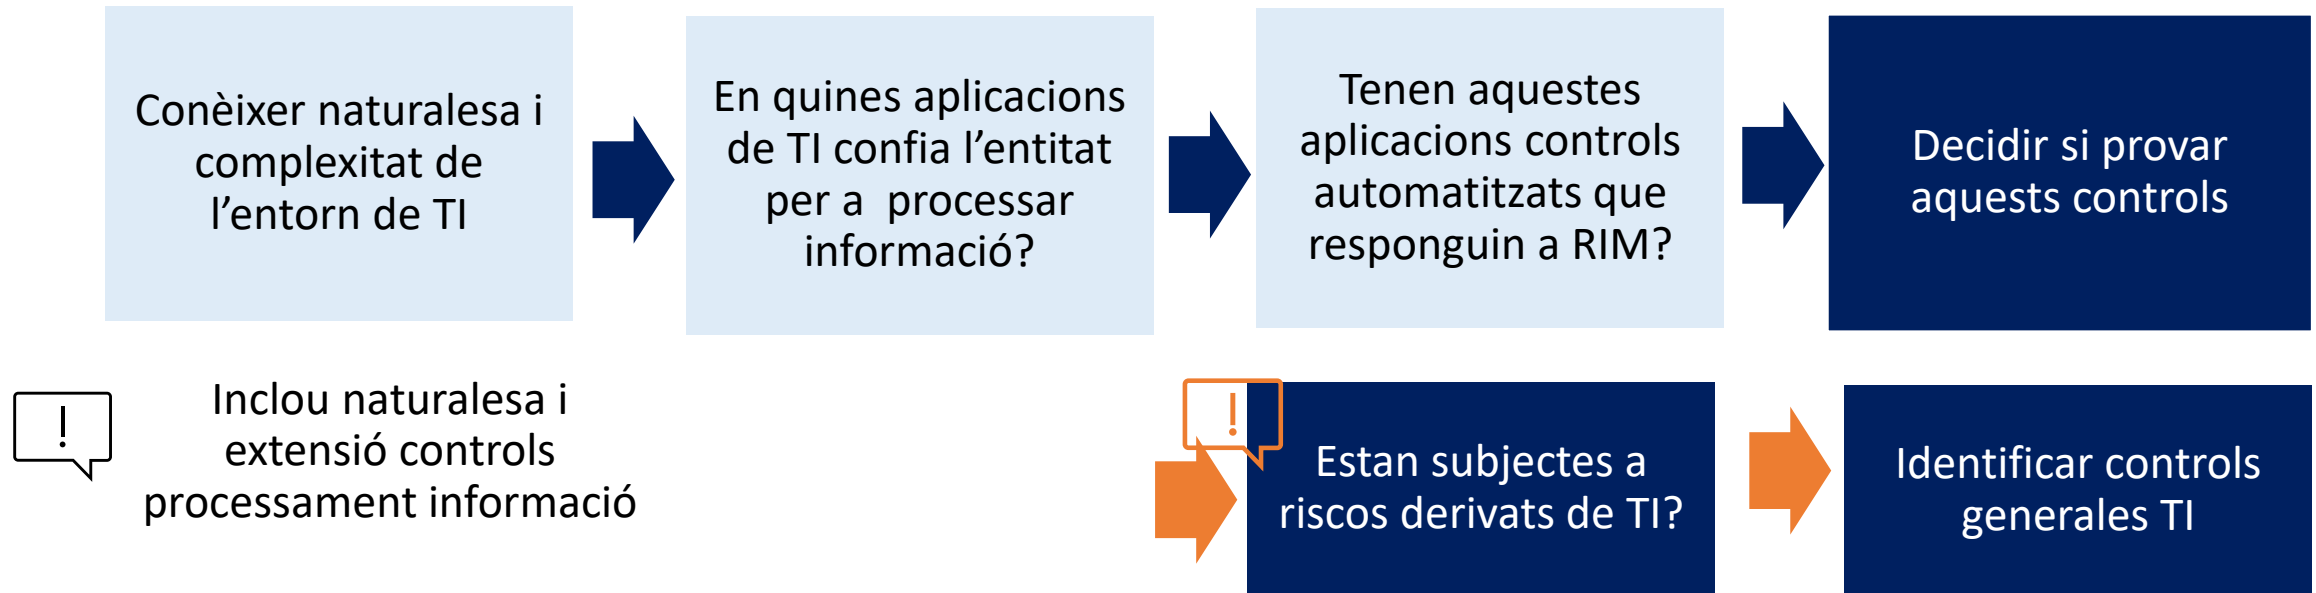 Conèixer naturalesa i
complexitat de
l’entorn de TI
En quines aplicacions
de TI confia l’entitat
per a  processar
informació?
Tenen aquestes
aplicacions controls
automatitzats que
responguin a RIM?
Decidir si provar
aquests controls
!
Inclou naturalesa i
extensió controls
processament informació
!
Estan subjectes a
riscos derivats de TI?
Identificar controls
generales TI